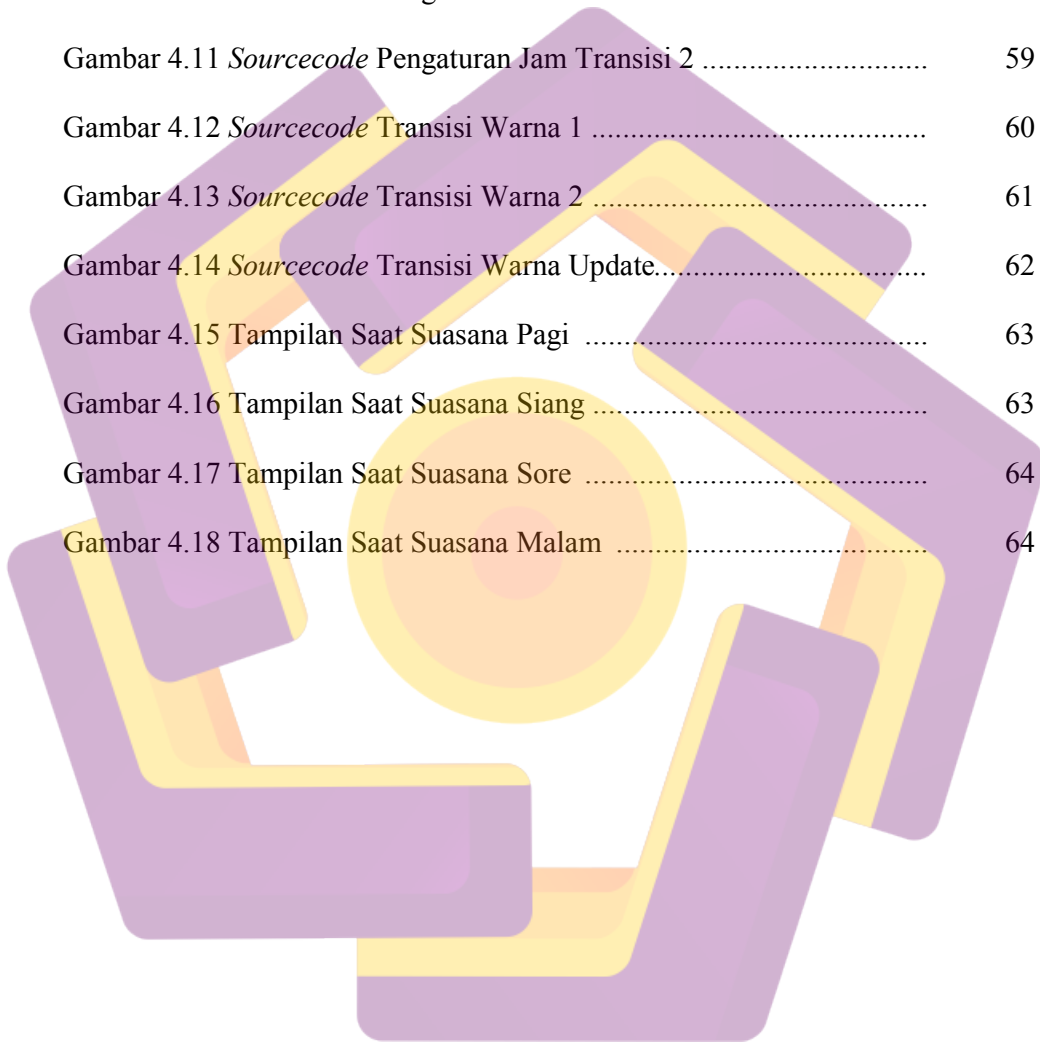 Gambar 4.11 Sourcecode Pengaturan Jam Transisi 2 ............................ 59
Gambar 4.12 Sourcecode Transisi Warna 1 .......................................... 60
Gambar 4.13 Sourcecode Transisi Warna 2 ........................................... 61
Gambar 4.14 Sourcecode Transisi Warna Update.................................. 62
Gambar 4.15 Tampilan Saat Suasana Pagi ........................................... 63
Gambar 4.16 Tampilan Saat Suasana Siang .......................................... 63
Gambar 4.17 Tampilan Saat Suasana Sore ........................................... 64
Gambar 4.18 Tampilan Saat Suasana Malam ....................................... 64